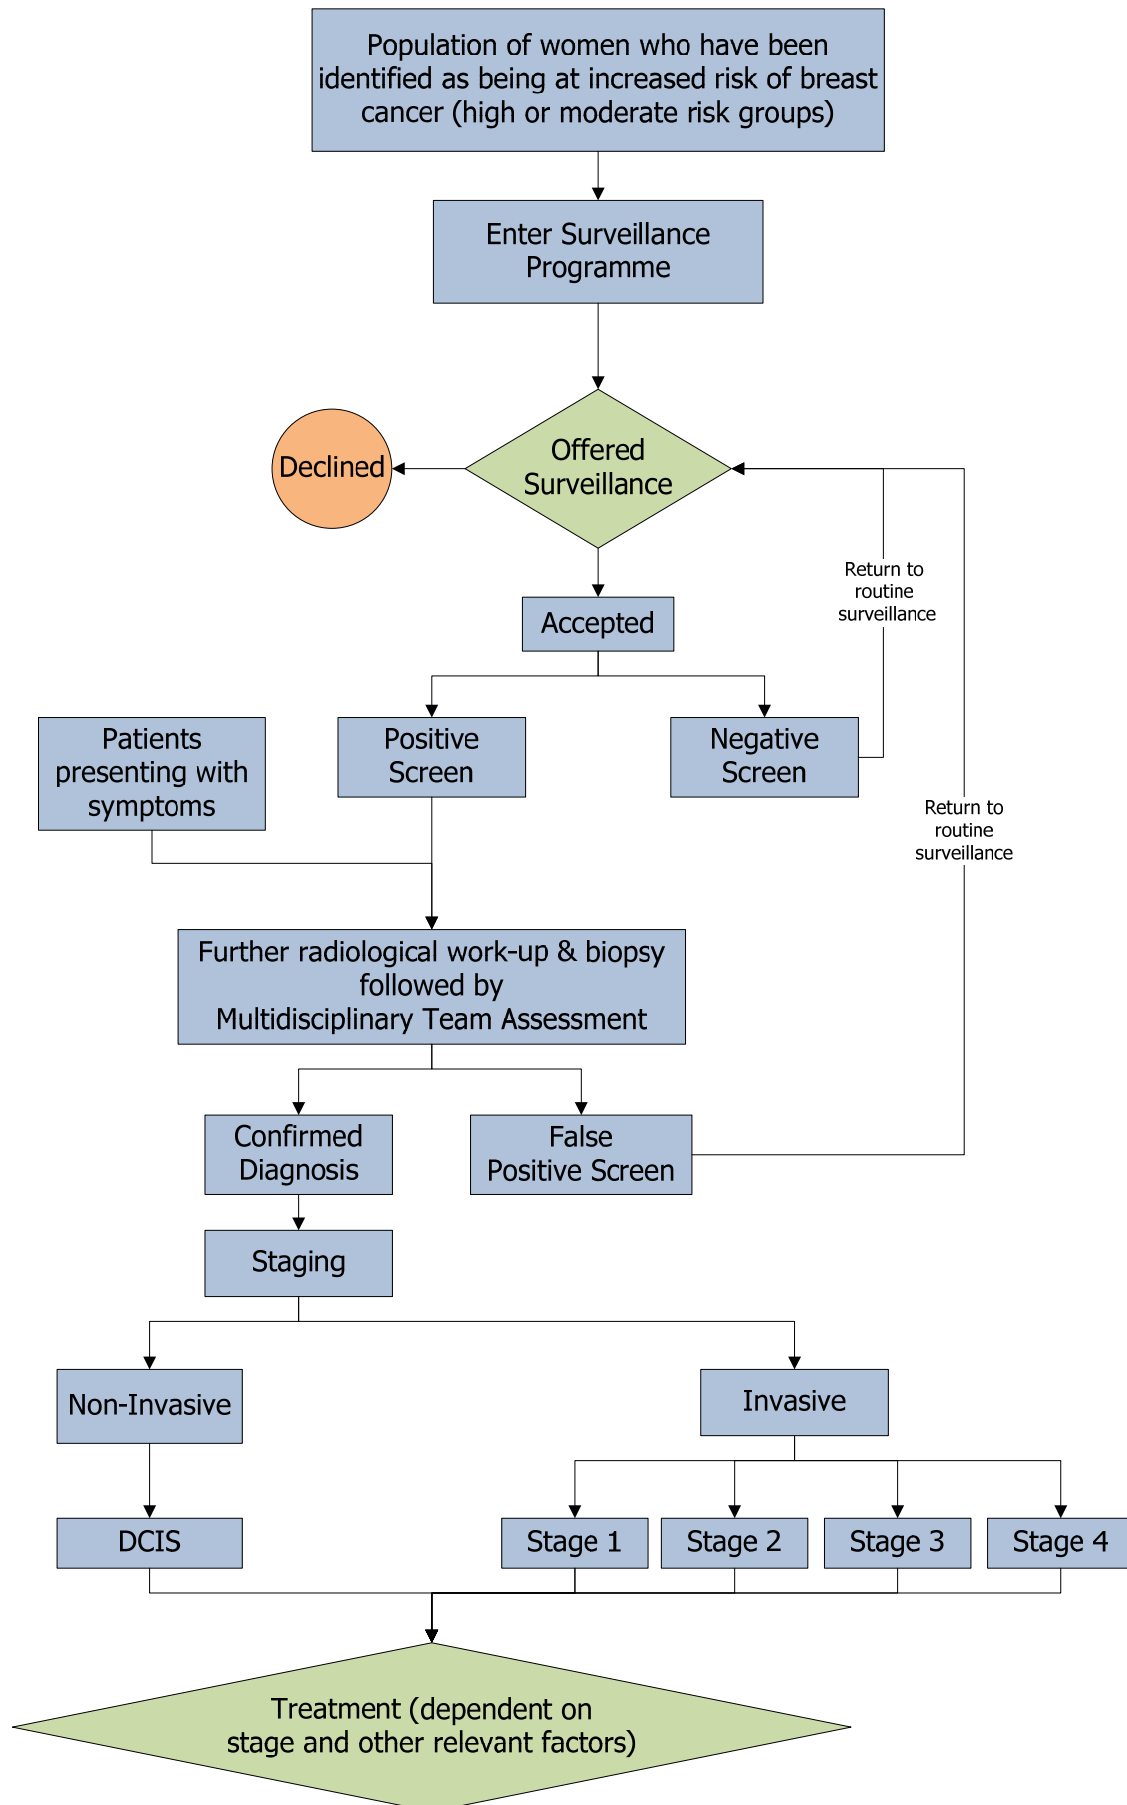 Population of women who have been
identified as being at increased risk of breast
cancer (high or moderate risk groups)
Enter Surveillance
Programme
Offered
Surveillance
Declined
Return to
routine
surveillance
Accepted
Patients
presenting with
symptoms
Positive
Screen
Negative
Screen
Return to
routine
surveillance
Further radiological work-up & biopsy
followed by
Multidisciplinary Team Assessment
Confirmed
Diagnosis
False
Positive Screen
Staging
Non-Invasive
Invasive
DCIS
Stage 1
Stage 2
Stage 3
Stage 4
Treatment (dependent on
stage and other relevant factors)